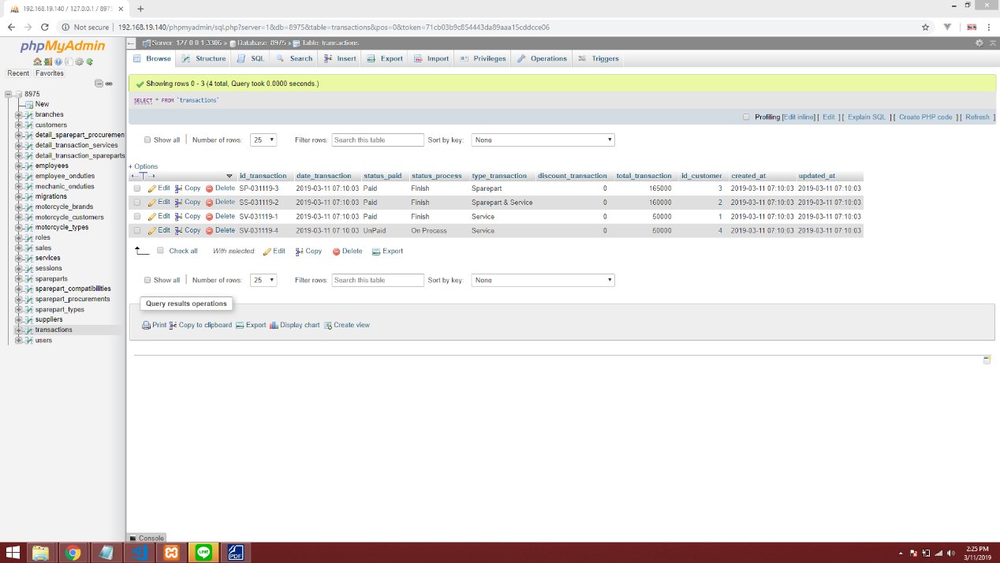 192.168.19.140 / 127.0.0.1 / 8975
Not secure | 192.168.19.140/phpmyadmin/sql.php?server=1&db=8975&table=transactions&pos=0&token=71cb03b9c854443da89aaa15cddcce06
phpMyAdmin
Recent Favorites
8975
New
branches
customers
detail_sparepart_procuremen
detail_transaction_services
detail_transaction_spareparts
employees
employee_onduties
mechanic_onduties
migrations
motorcycle_brands
motorcycle_customers
motorcycle_types
roles
sales
services
sessions
spareparts
sparepart_compatibilities
sparepart_procurements
sparepart_types
suppliers
transactions
users
Server: 127.0.0.1:3306 » Database: 8975 » Table: transactions
Browse Structure SQL Search Insert Export Import Privileges Operations Triggers
Showing rows 0 - 3 (4 total, Query took 0.0000 seconds.)
SELECT * FROM `transactions`
Profiling [Edit inline] [ Edit ] [ Explain SQL ] [ Create PHP code ] [ Refresh ]
Show all | Number of rows: 25 Filter rows: Search this table Sort by key: None
+ Options
id_transaction date_transaction status_paid status_process type_transaction discount_transaction total_transaction id_customer created_at updated_at
Edit Copy Delete SP-031119-3 2019-03-11 07:10:03 Paid Finish Sparepart 0 165000 3 2019-03-11 07:10:03 2019-03-11 07:10:03
Edit Copy Delete SS-031119-2 2019-03-11 07:10:03 Paid Finish Sparepart & Service 0 160000 2 2019-03-11 07:10:03 2019-03-11 07:10:03
Edit Copy Delete SV-031119-1 2019-03-11 07:10:03 Paid Finish Service 0 50000 1 2019-03-11 07:10:03 2019-03-11 07:10:03
Edit Copy Delete SV-031119-4 2019-03-11 07:10:03 UnPaid On Process Service 0 50000 4 2019-03-11 07:10:03 2019-03-11 07:10:03
Check all With selected: Edit Copy Delete Export
Show all | Number of rows: 25 Filter rows: Search this table Sort by key: None
Query results operations
Print Copy to clipboard Export Display chart Create view
Console
LINE PDF
2:25 PM
3/11/2019